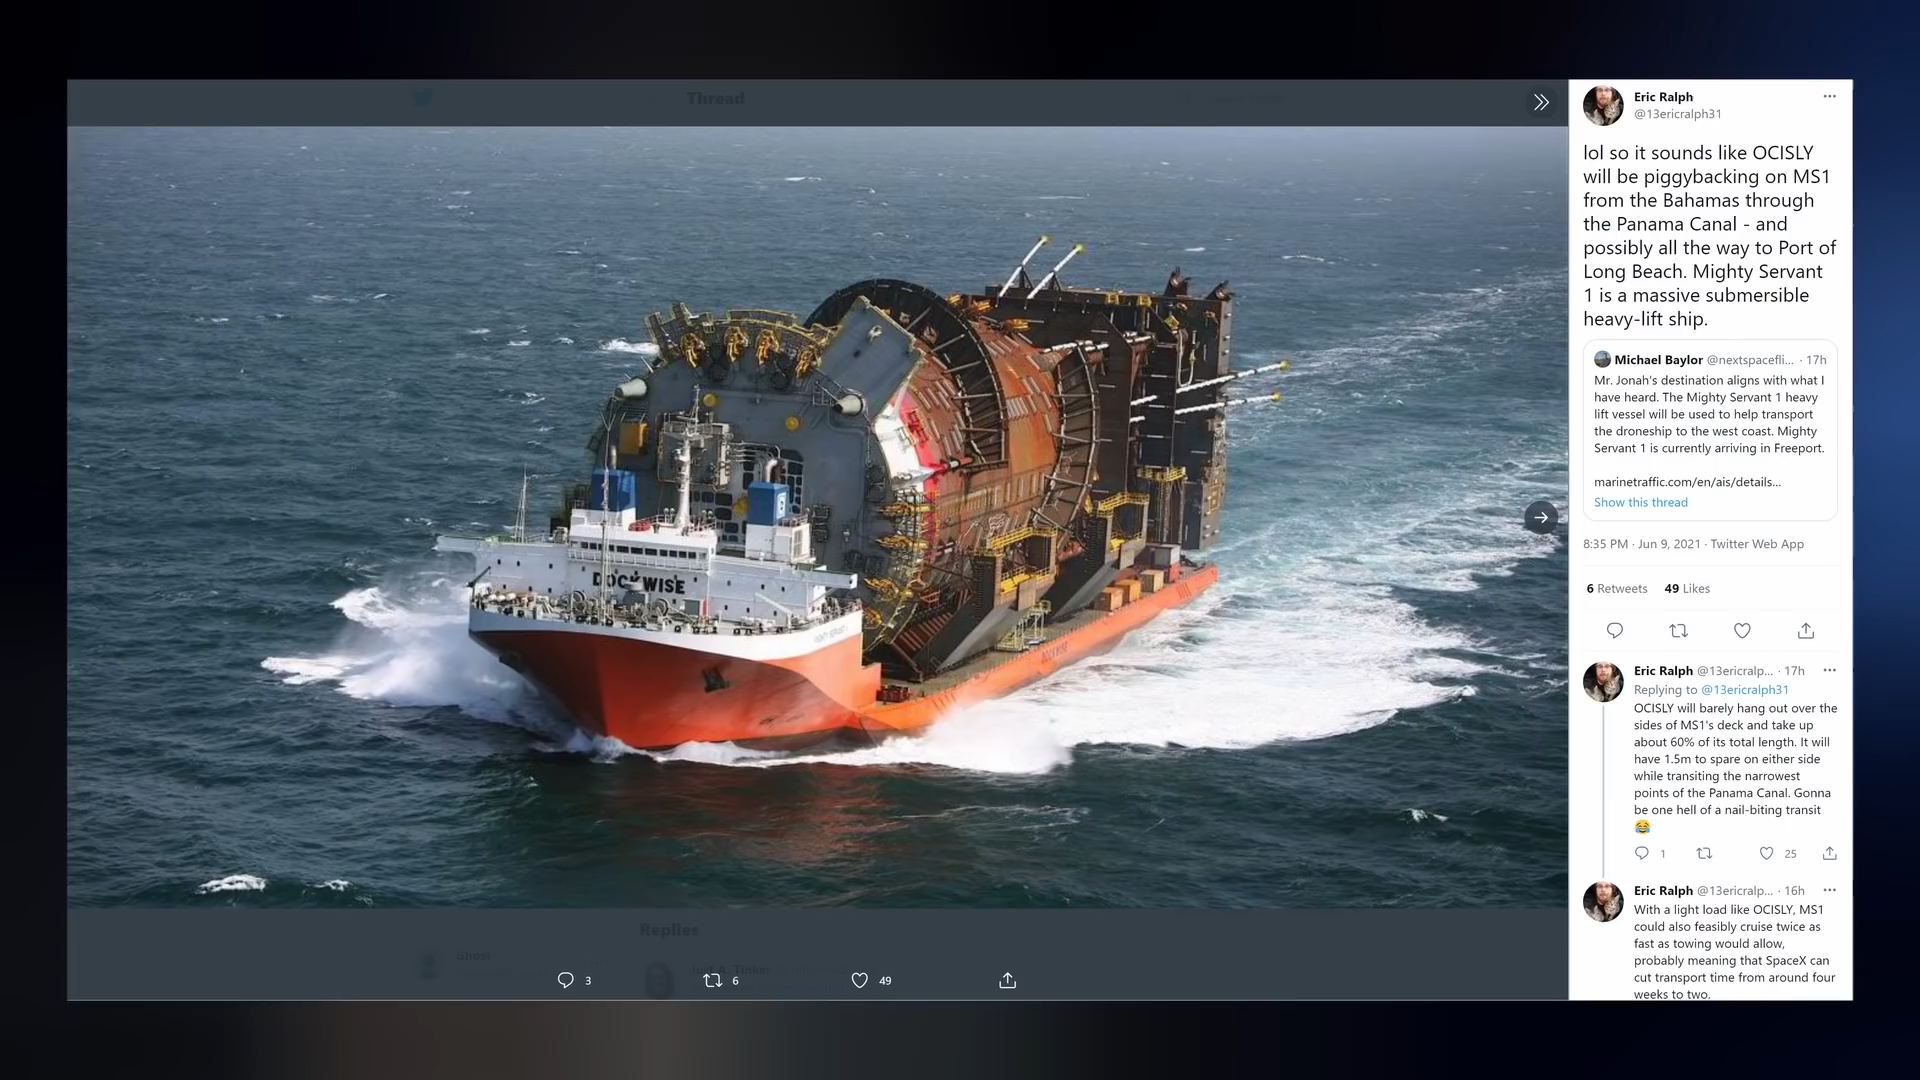 Thread
Eric Ralph
@13ericralph31
lol so it sounds like OCISLY
will be piggybacking on MS1
from the Bahamas through
the Panama Canal - and
possibly all the way to Port of
Long Beach. Mighty Servant
1 is a massive submersible
heavy-lift ship.
Michael Baylor @nextspacefli... · 17h
Mr. Jonah's destination aligns with what I
have heard. The Mighty Servant 1 heavy
lift vessel will be used to help transport
the droneship to the west coast. Mighty
Servant 1 is currently arriving in Freeport.
marinetraffic.com/en/ais/details...
Show this thread
8:35 PM · Jun 9, 2021 · Twitter Web App
6 Retweets 49 Likes
Eric Ralph @13ericralp... · 17h
Replying to @13ericralph31
OCISLY will barely hang out over the
sides of MS1's deck and take up
about 60% of its total length. It will
have 1.5m to spare on either side
while transiting the narrowest
points of the Panama Canal. Gonna
be one hell of a nail-biting transit
😂
1 25
Eric Ralph @13ericralp... · 16h
With a light load like OCISLY, MS1
could also feasibly cruise twice as
fast as towing would allow,
probably meaning that SpaceX can
cut transport time from around four
weeks to two.
DOCKWISE
DOCKWISE
Replies
Ghost
3 6 49